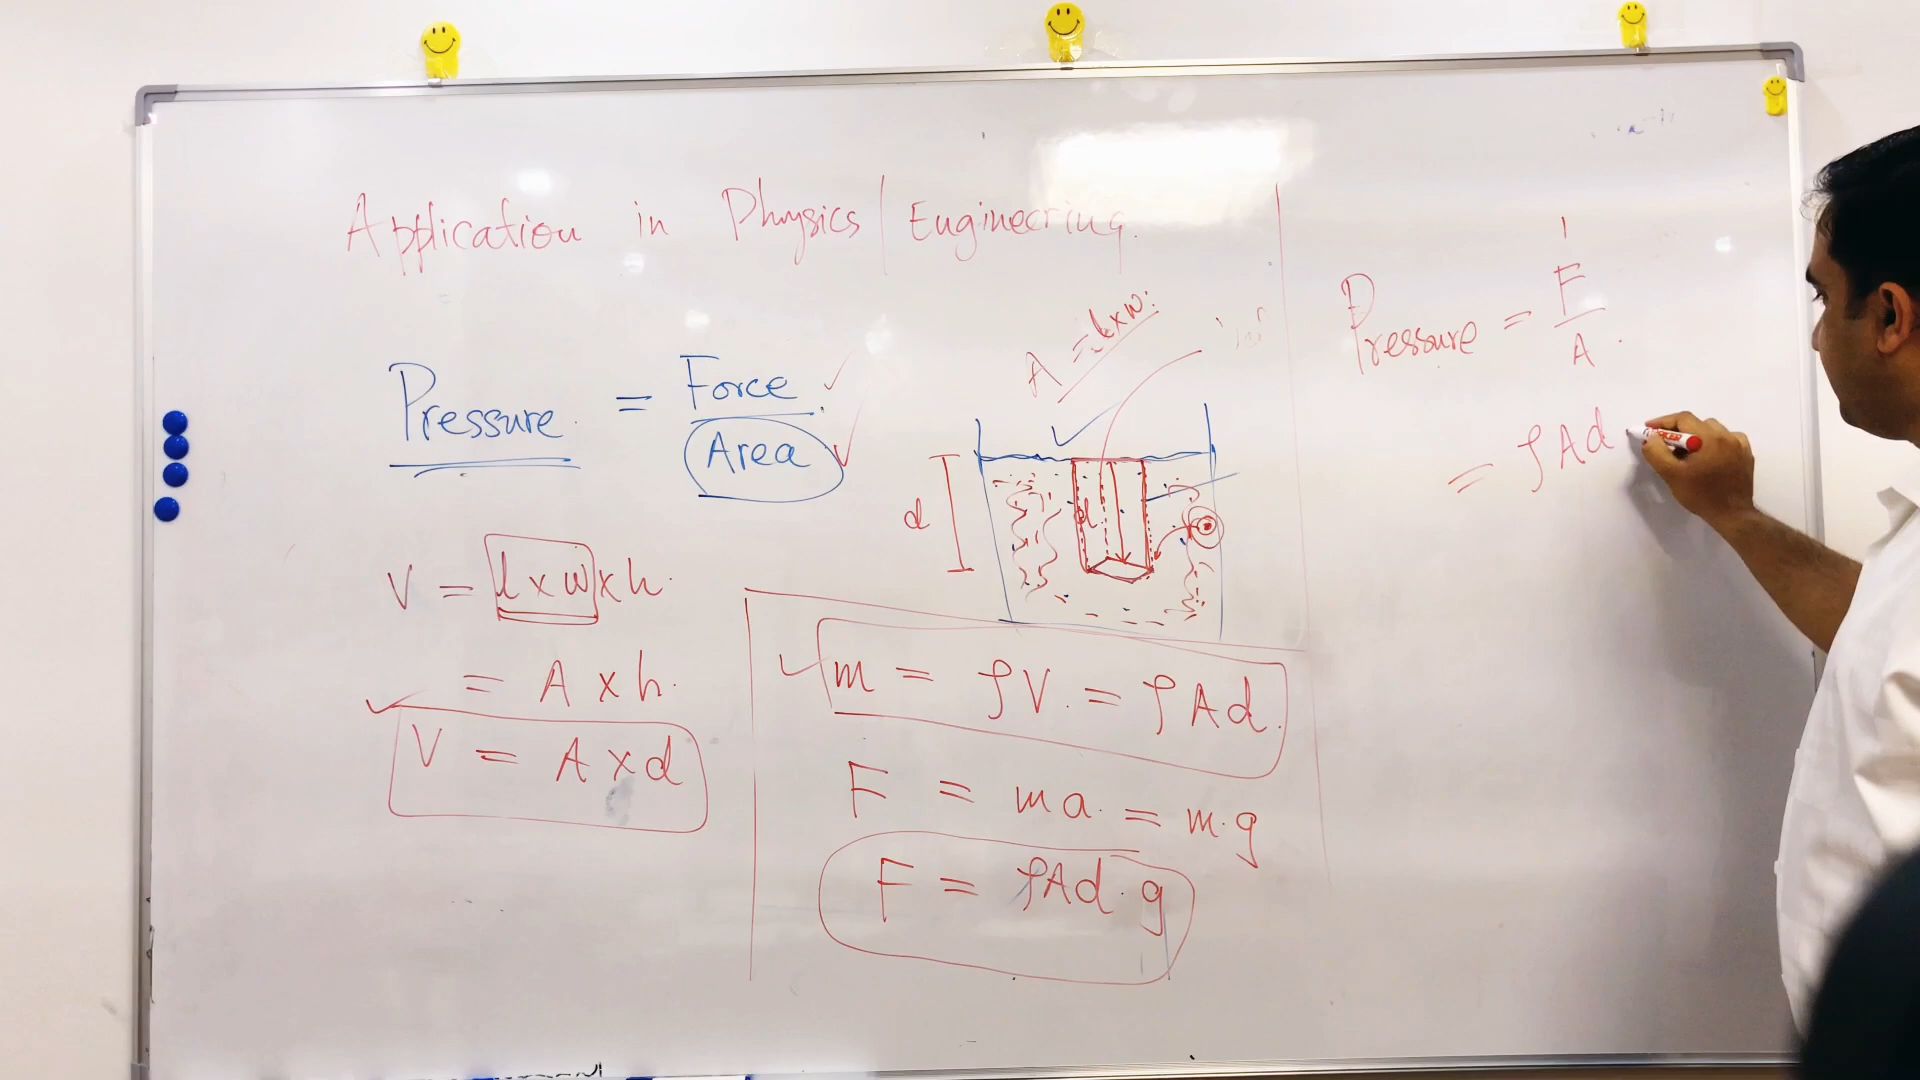 Application in Physics/Engineering.
Pressure = Force / Area
V = l x w x h.
= A x h.
V = A x d
A = l x w.
d
d
m = ρV. = ρAd.
F = ma. = m.g
F = ρAd.g
Pressure = F / A.
= ρAd